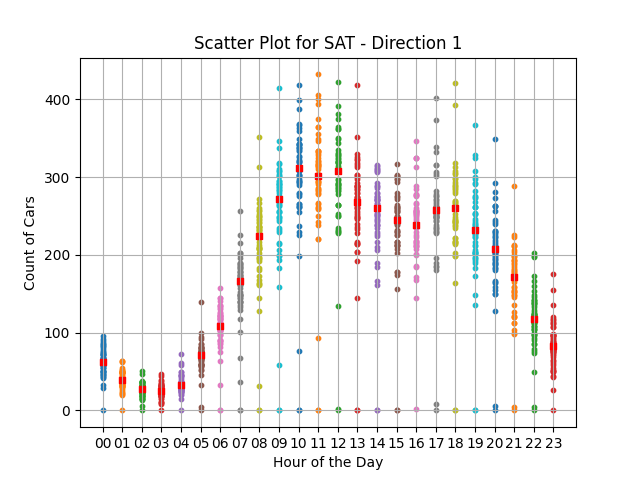 Scatter Plot for SAT - Direction 1
Count of Cars
400
300
200
100
0
00 01 02 03 04 05 06 07 08 09 10 11 12 13 14 15 16 17 18 19 20 21 22 23
Hour of the Day